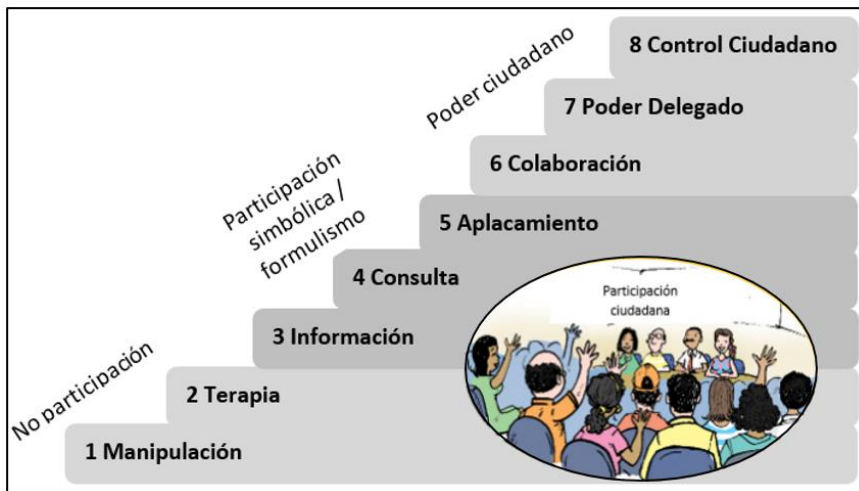 8 Control Ciudadano
Poder ciudadano
7 Poder Delegado
6 Colaboración
Participación
simbólica /
formulismo
5 Aplacamiento
4 Consulta
Participación
ciudadana
3 Información
No participación
2 Terapia
1 Manipulación